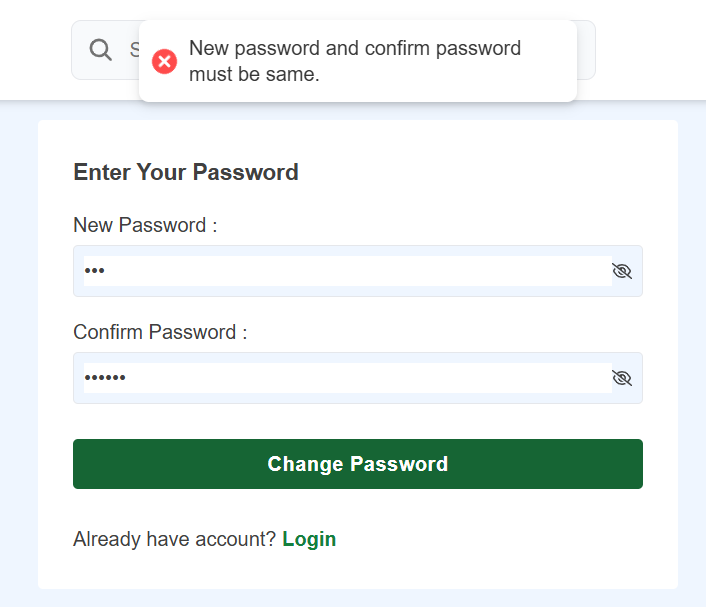 New password and confirm password
must be same.
Enter Your Password
New Password :
•••
Confirm Password :
••••••
Change Password
Already have account? Login